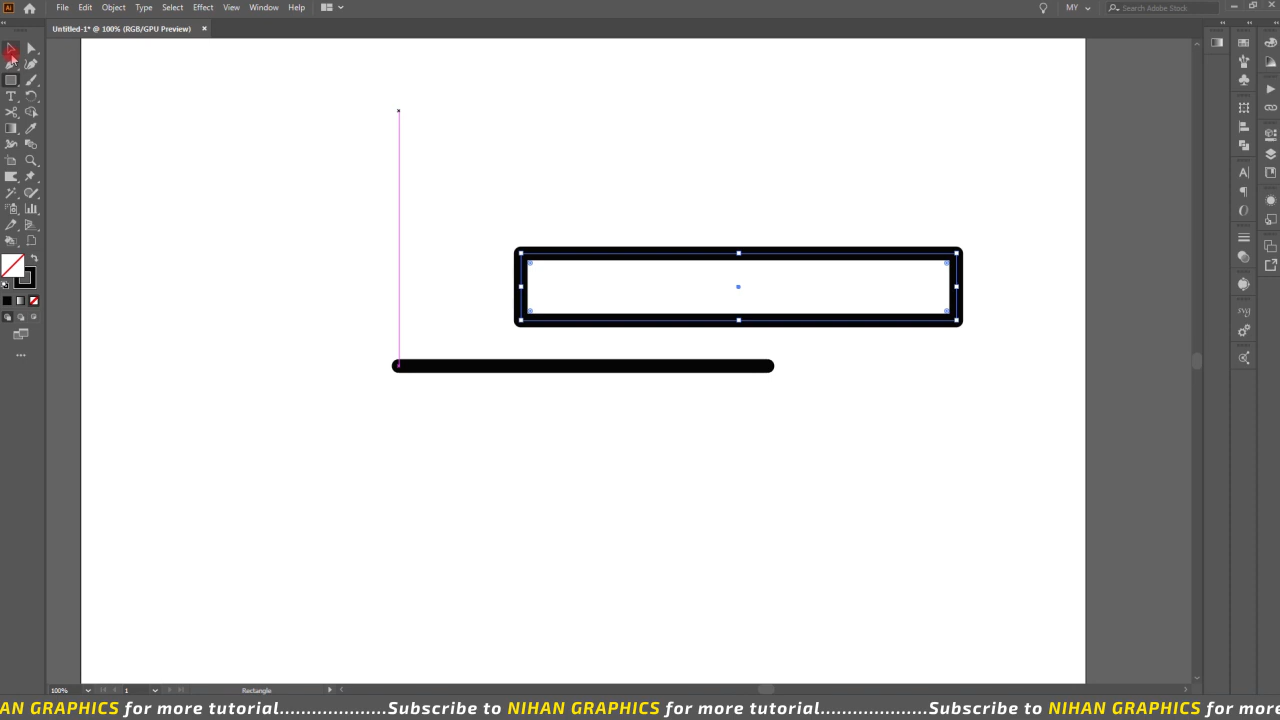 Ai File Edit Object Type Select Effect View Window Help MY Search Adobe Stock
Untitled-1* @ 100% (RGB/GPU Preview)
100% 1 Rectangle
AN GRAPHICS for more tutorial....................Subscribe to NIHAN GRAPHICS for more tutorial....................Subscribe to NIHAN GRAPHICS for more